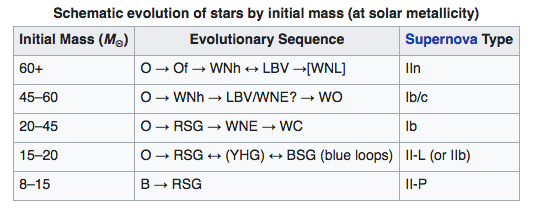 Schematic evolution of stars by initial mass (at solar metallicity)
Initial Mass (M☉) Evolutionary Sequence Supernova Type
60+ O → Of → WNh ↔ LBV →[WNL] IIn
45–60 O → WNh → LBV/WNE? → WO Ib/c
20–45 O → RSG → WNE → WC Ib
15–20 O → RSG ↔ (YHG) ↔ BSG (blue loops) II-L (or IIb)
8–15 B → RSG II-P